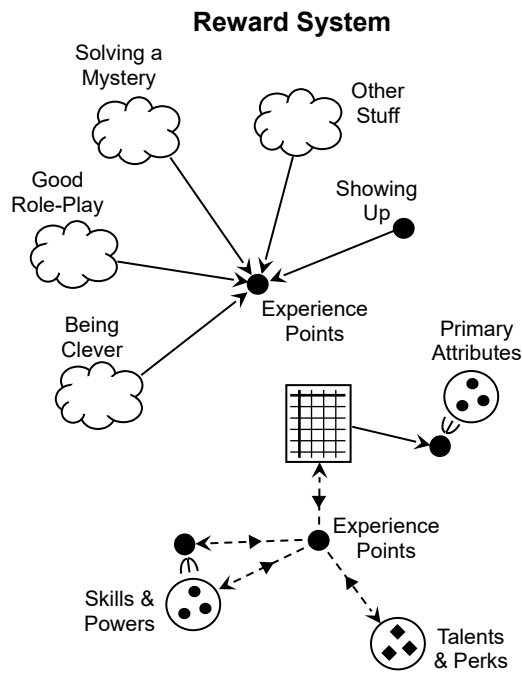 Reward System
Solving a
Mystery
Other
Stuff
Good
Role-Play
Showing
Up
Experience
Points
Being
Clever
Primary
Attributes
Experience
Points
Skills &
Powers
Talents
& Perks